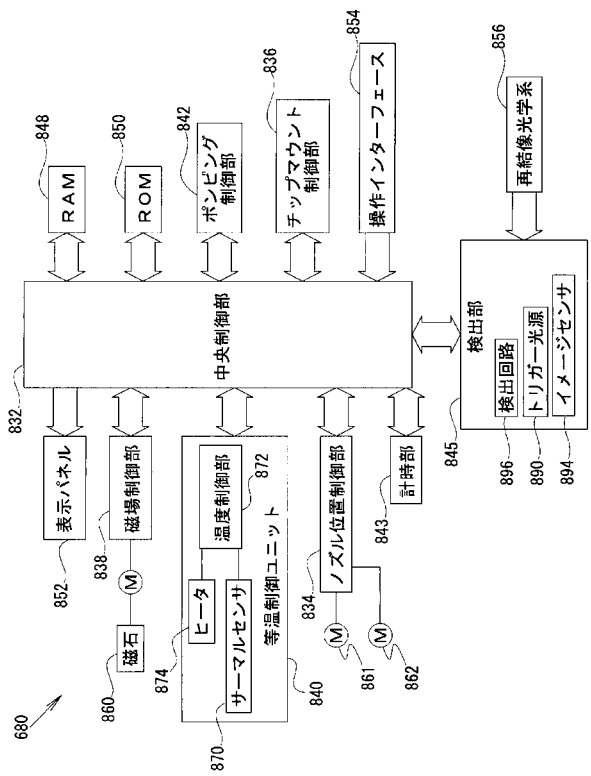 680
860
磁石
M
852
表示パネル
838
磁場制御部
874
ヒータ
870
サーマルセンサ
872
温度制御部
等温制御ユニット
840
834
ノズル位置制御部
M
861
M
862
843
計時部
832
中央制御部
848
RAM
850
ROM
842
ポンピング
制御部
836
チップマウント
制御部
854
操作インターフェース
845
検出部
896
検出回路
890
トリガー光源
894
イメージセンサ
856
再結像光学系